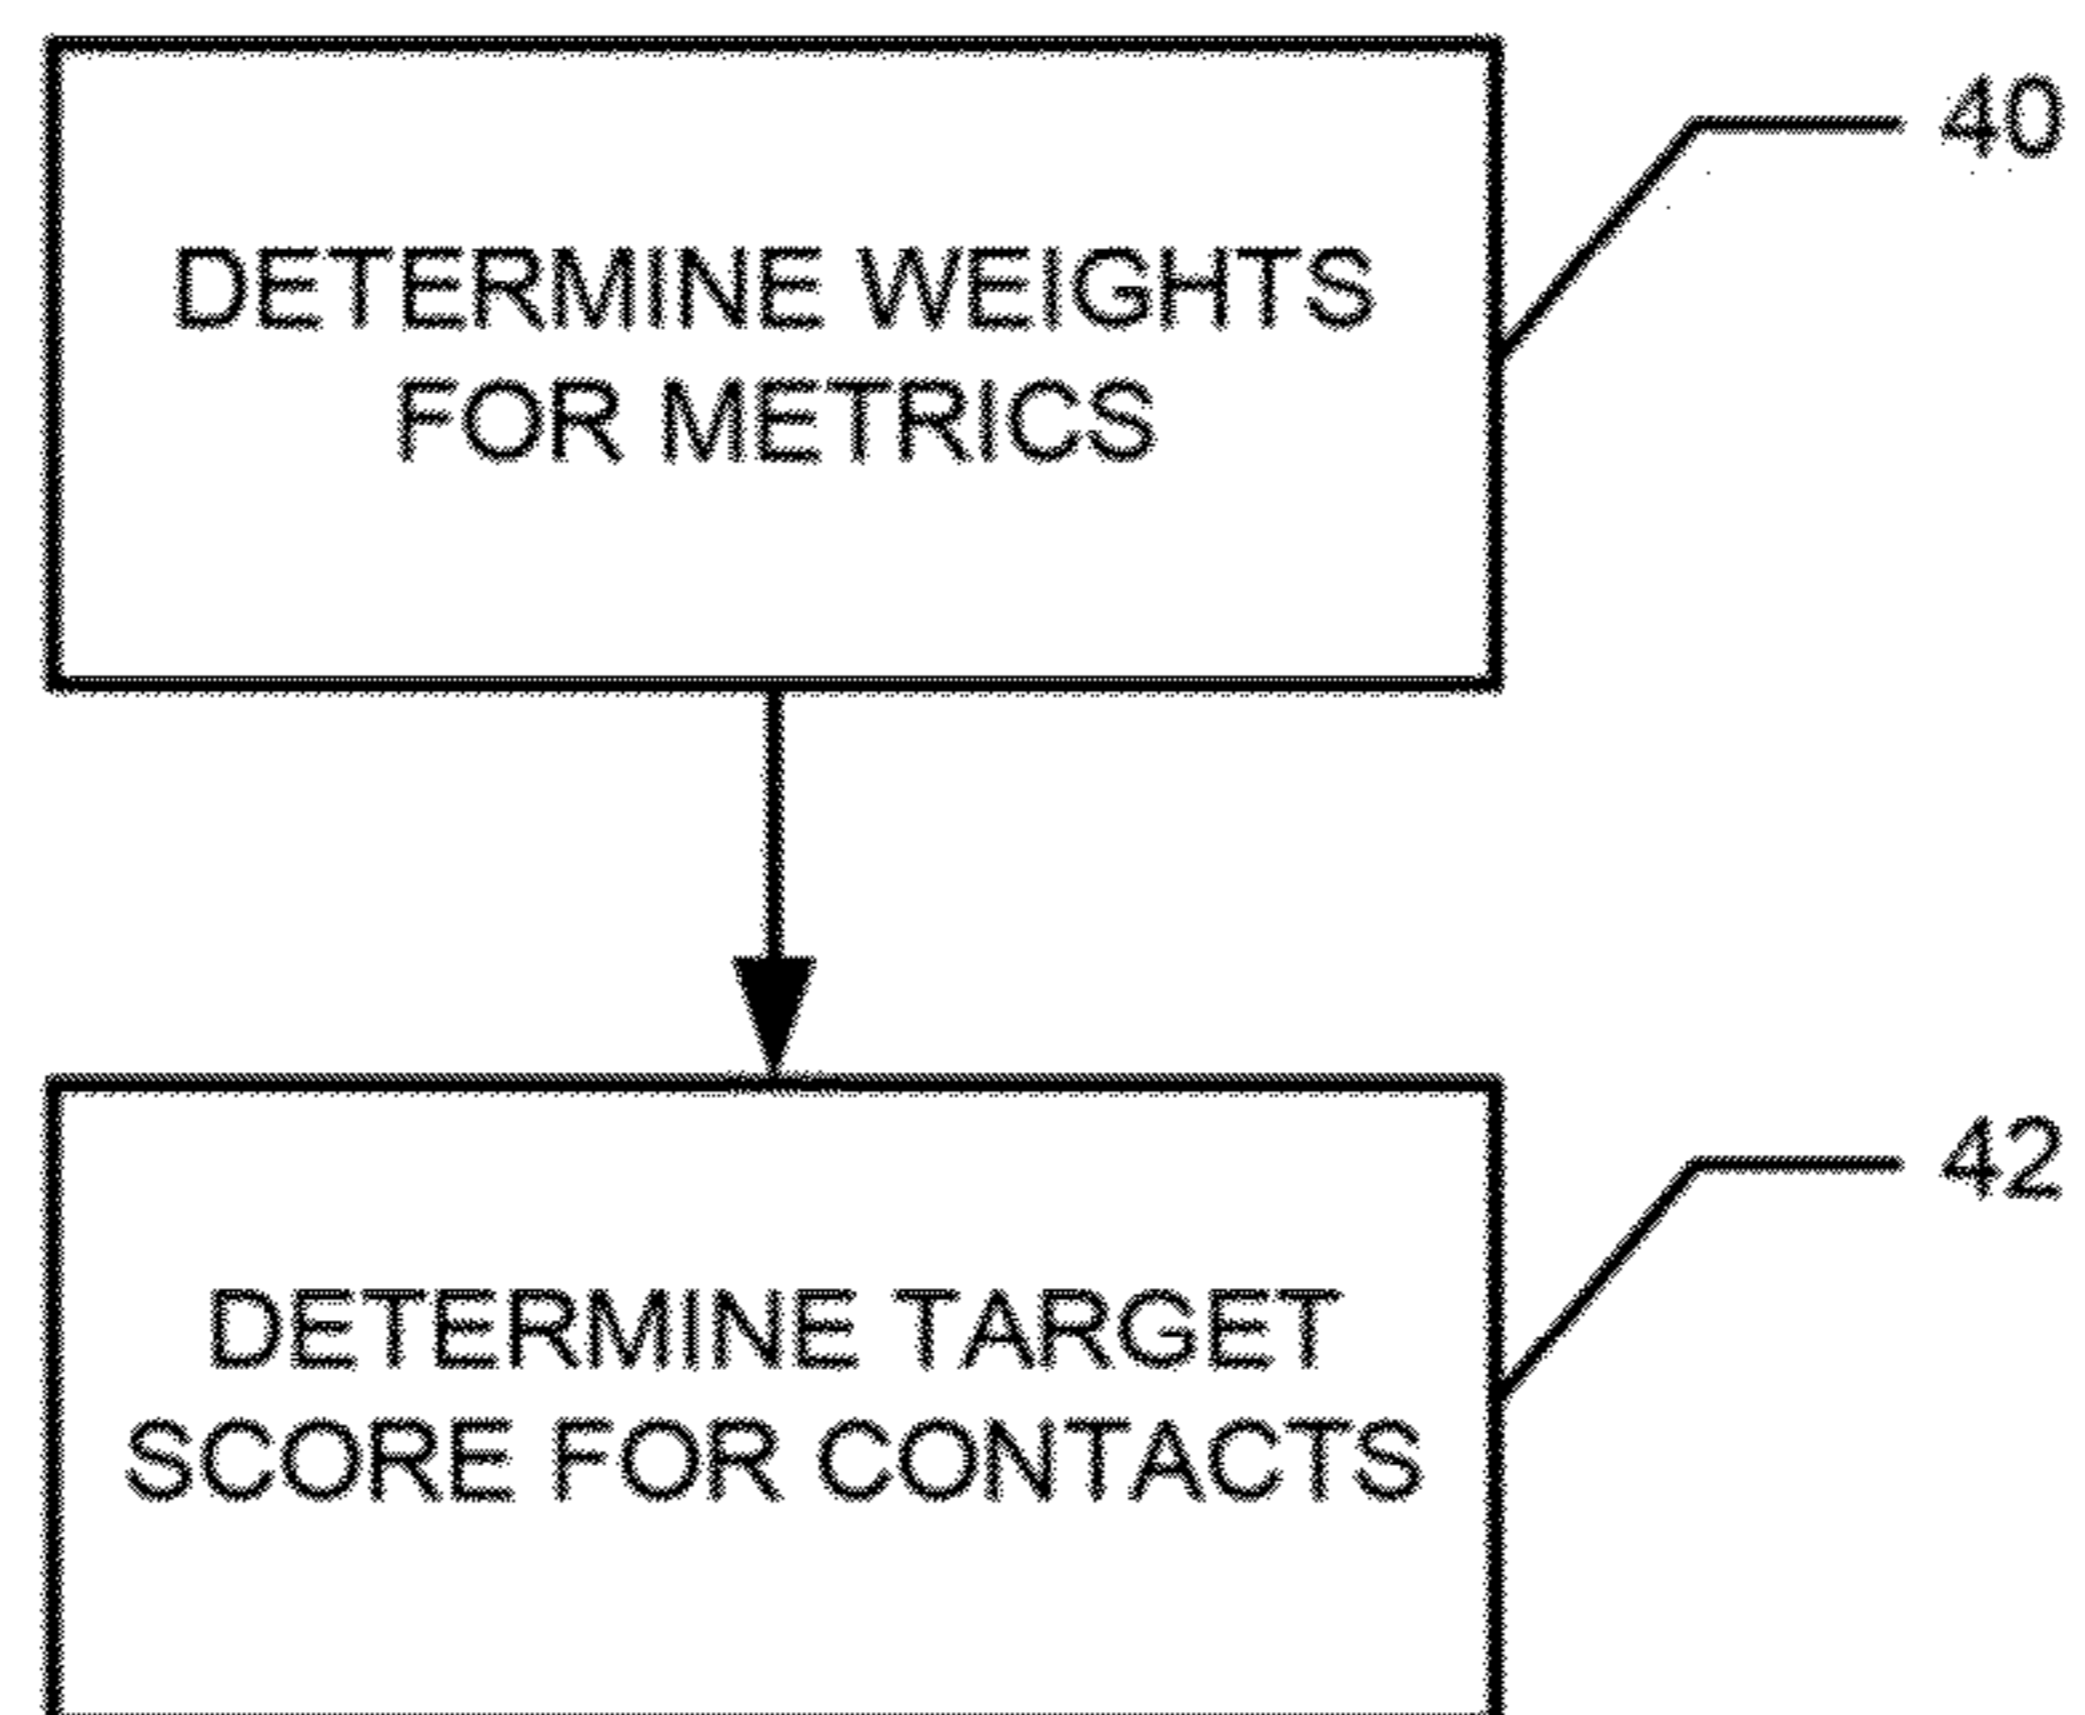 40
DETERMINE WEIGHTS
FOR METRICS
42
DETERMINE TARGET
SCORE FOR CONTACTS